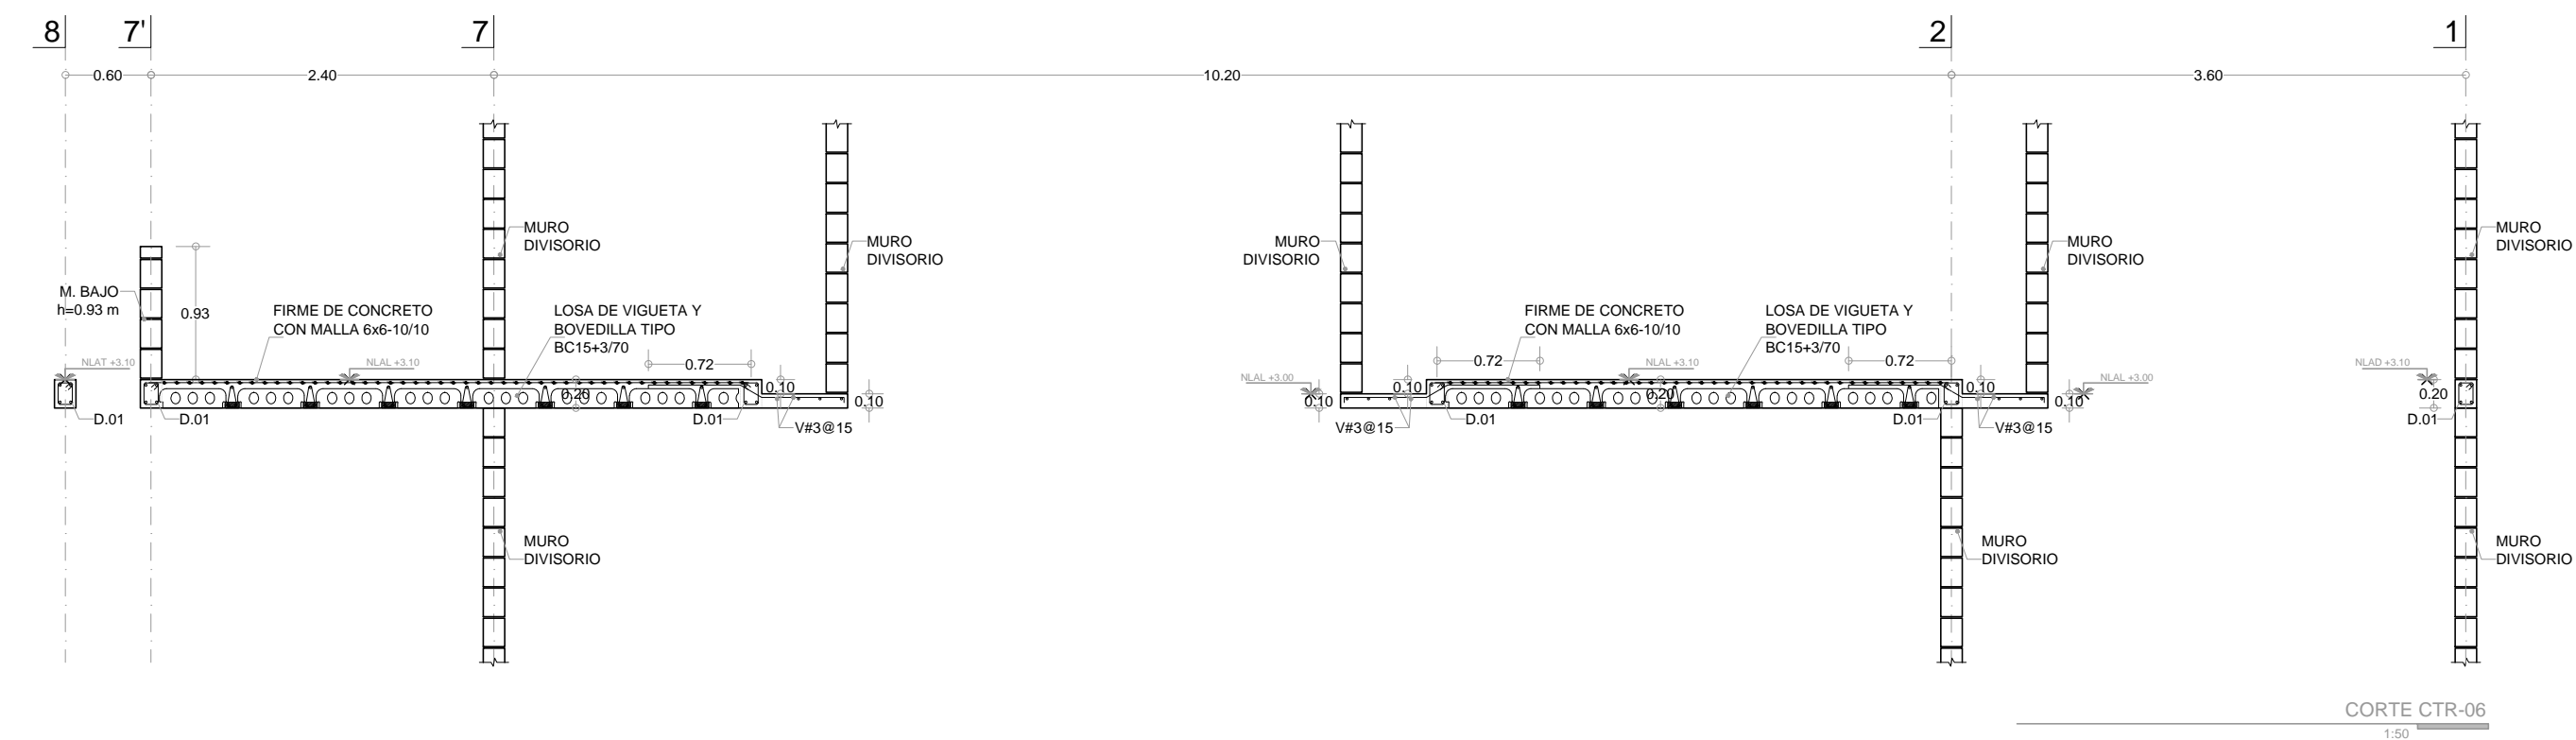 8
7'
7
2
1
0.60
2.40
10.20
3.60
MURO
DIVISORIO
MURO
DIVISORIO
MURO
DIVISORIO
MURO
DIVISORIO
MURO
DIVISORIO
M. BAJO
h=0.93 m
0.93
FIRME DE CONCRETO
CON MALLA 6x6-10/10
LOSA DE VIGUETA Y
BOVEDILLA TIPO
BC15+3/70
FIRME DE CONCRETO
CON MALLA 6x6-10/10
LOSA DE VIGUETA Y
BOVEDILLA TIPO
BC15+3/70
NLAT +3.10
NLAL +3.10
0.72
0.72
NLAL +3.10
0.72
NLAD +3.10
NLAL +3.00
NLAL +3.00
0.20
0.10
0.10
0.10
0.10
0.20
0.10
0.10
0.20
D.01
D.01
D.01
V#3@15
V#3@15
D.01
D.01
V#3@15
D.01
MURO
DIVISORIO
MURO
DIVISORIO
MURO
DIVISORIO
CORTE CTR-06
1:50